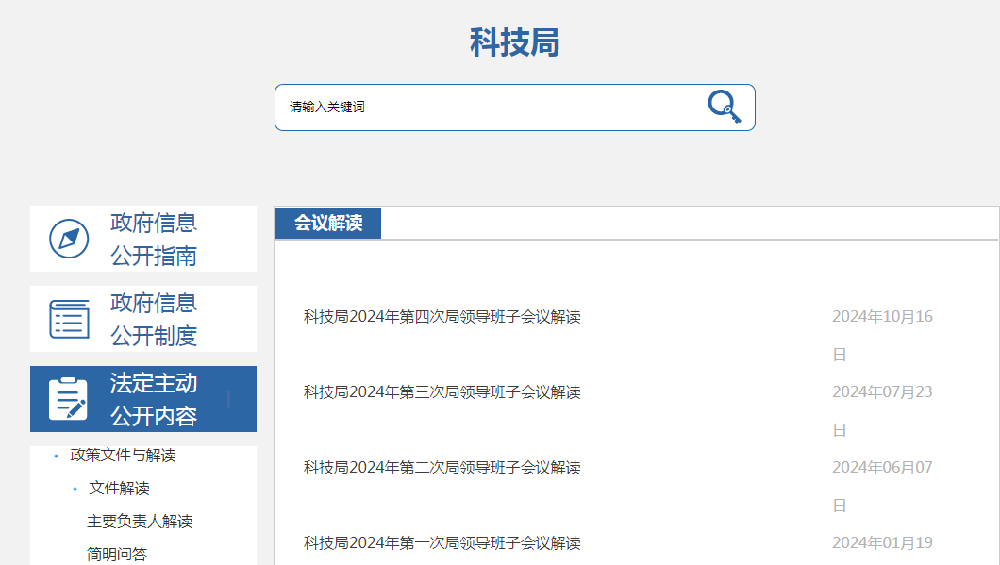 科技局
请输入关键词
政府信息
公开指南
政府信息
公开制度
法定主动
公开内容
政策文件与解读
文件解读
主要负责人解读
简明问答
会议解读
科技局2024年第四次局领导班子会议解读
2024年10月16
日
科技局2024年第三次局领导班子会议解读
2024年07月23
日
科技局2024年第二次局领导班子会议解读
2024年06月07
日
科技局2024年第一次局领导班子会议解读
2024年01月19